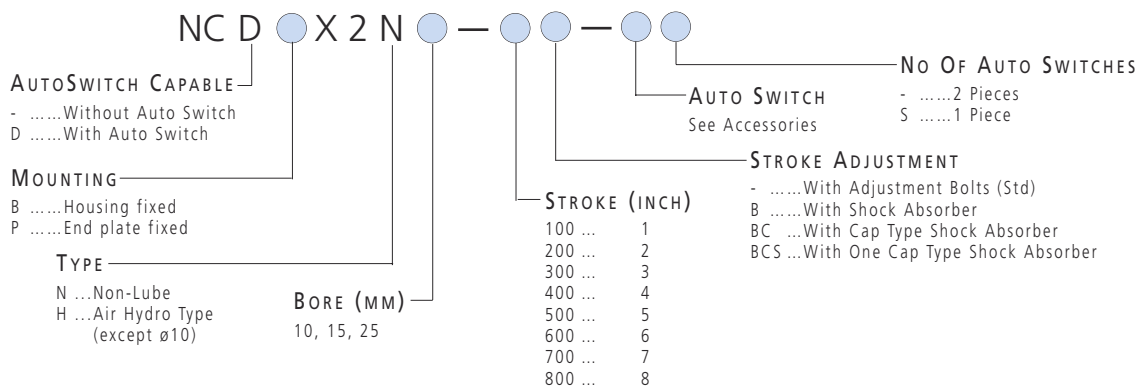 NC D X 2 N – –
AUTOSWITCH CAPABLE
- ......Without Auto Switch
D ......With Auto Switch
MOUNTING
B ......Housing fixed
P ......End plate fixed
TYPE
N ...Non-Lube
H ...Air Hydro Type
(except ø10)
BORE (MM)
10, 15, 25
STROKE (INCH)
100 ... 1
200 ... 2
300 ... 3
400 ... 4
500 ... 5
600 ... 6
700 ... 7
800 ... 8
AUTO SWITCH
See Accessories
NO OF AUTO SWITCHES
- ......2 Pieces
S ......1 Piece
STROKE ADJUSTMENT
- ......With Adjustment Bolts (Std)
B ......With Shock Absorber
BC ...With Cap Type Shock Absorber
BCS ...With One Cap Type Shock Absorber